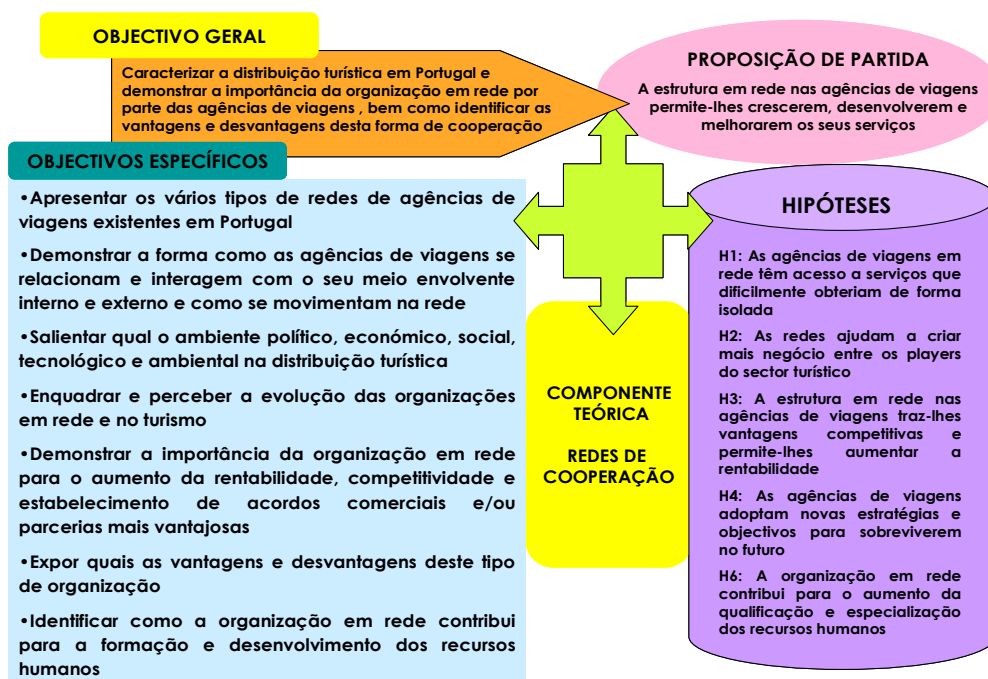 OBJECTIVO GERAL
Caracterizar a distribuição turística em Portugal e
demonstrar a importância da organização em rede por
parte das agências de viagens , bem como identificar as
vantagens e desvantagens desta forma de cooperação
PROPOSIÇÃO DE PARTIDA
A estrutura em rede nas agências de viagens
permite-lhes crescerem, desenvolverem e
melhorarem os seus serviços
OBJECTIVOS ESPECÍFICOS
•Apresentar os vários tipos de redes de agências de
viagens existentes em Portugal
•Demonstrar a forma como as agências de viagens se
relacionam e interagem com o seu meio envolvente
interno e externo e como se movimentam na rede
•Salientar qual o ambiente político, económico, social,
tecnológico e ambiental na distribuição turística
•Enquadrar e perceber a evolução das organizações
em rede e no turismo
•Demonstrar a importância da organização em rede
para o aumento da rentabilidade, competitividade e
estabelecimento de acordos comerciais e/ou
parcerias mais vantajosas
•Expor quais as vantagens e desvantagens deste tipo
de organização
•Identificar como a organização em rede contribui
para a formação e desenvolvimento dos recursos
humanos
COMPONENTE
TEÓRICA
REDES DE
COOPERAÇÃO
HIPÓTESES
H1: As agências de viagens em
rede têm acesso a serviços que
dificilmente obteriam de forma
isolada
H2: As redes ajudam a criar
mais negócio entre os players
do sector turístico
H3: A estrutura em rede nas
agências de viagens traz-lhes
vantagens competitivas e
permite-lhes aumentar a
rentabilidade
H4: As agências de viagens
adoptam novas estratégias e
objectivos para sobreviverem
no futuro
H6: A organização em rede
contribui para o aumento da
qualificação e especialização
dos recursos humanos